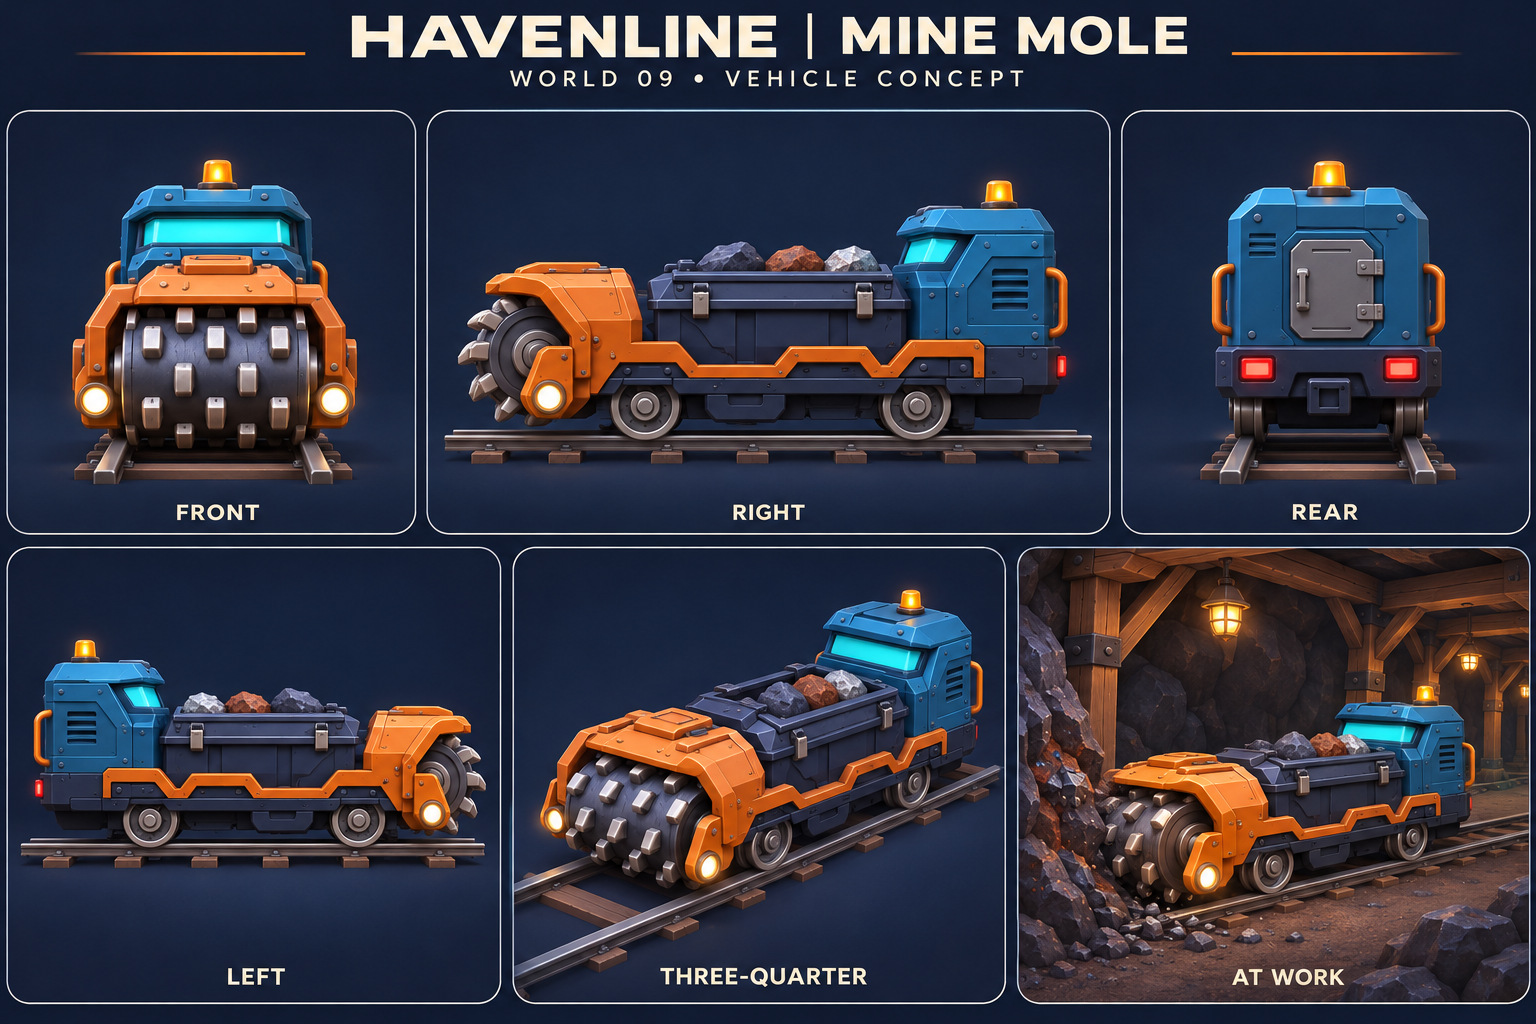 HAVENLINE | MINE MOLE
WORLD 09 • VEHICLE CONCEPT
FRONT
RIGHT
REAR
LEFT
THREE-QUARTER
AT WORK